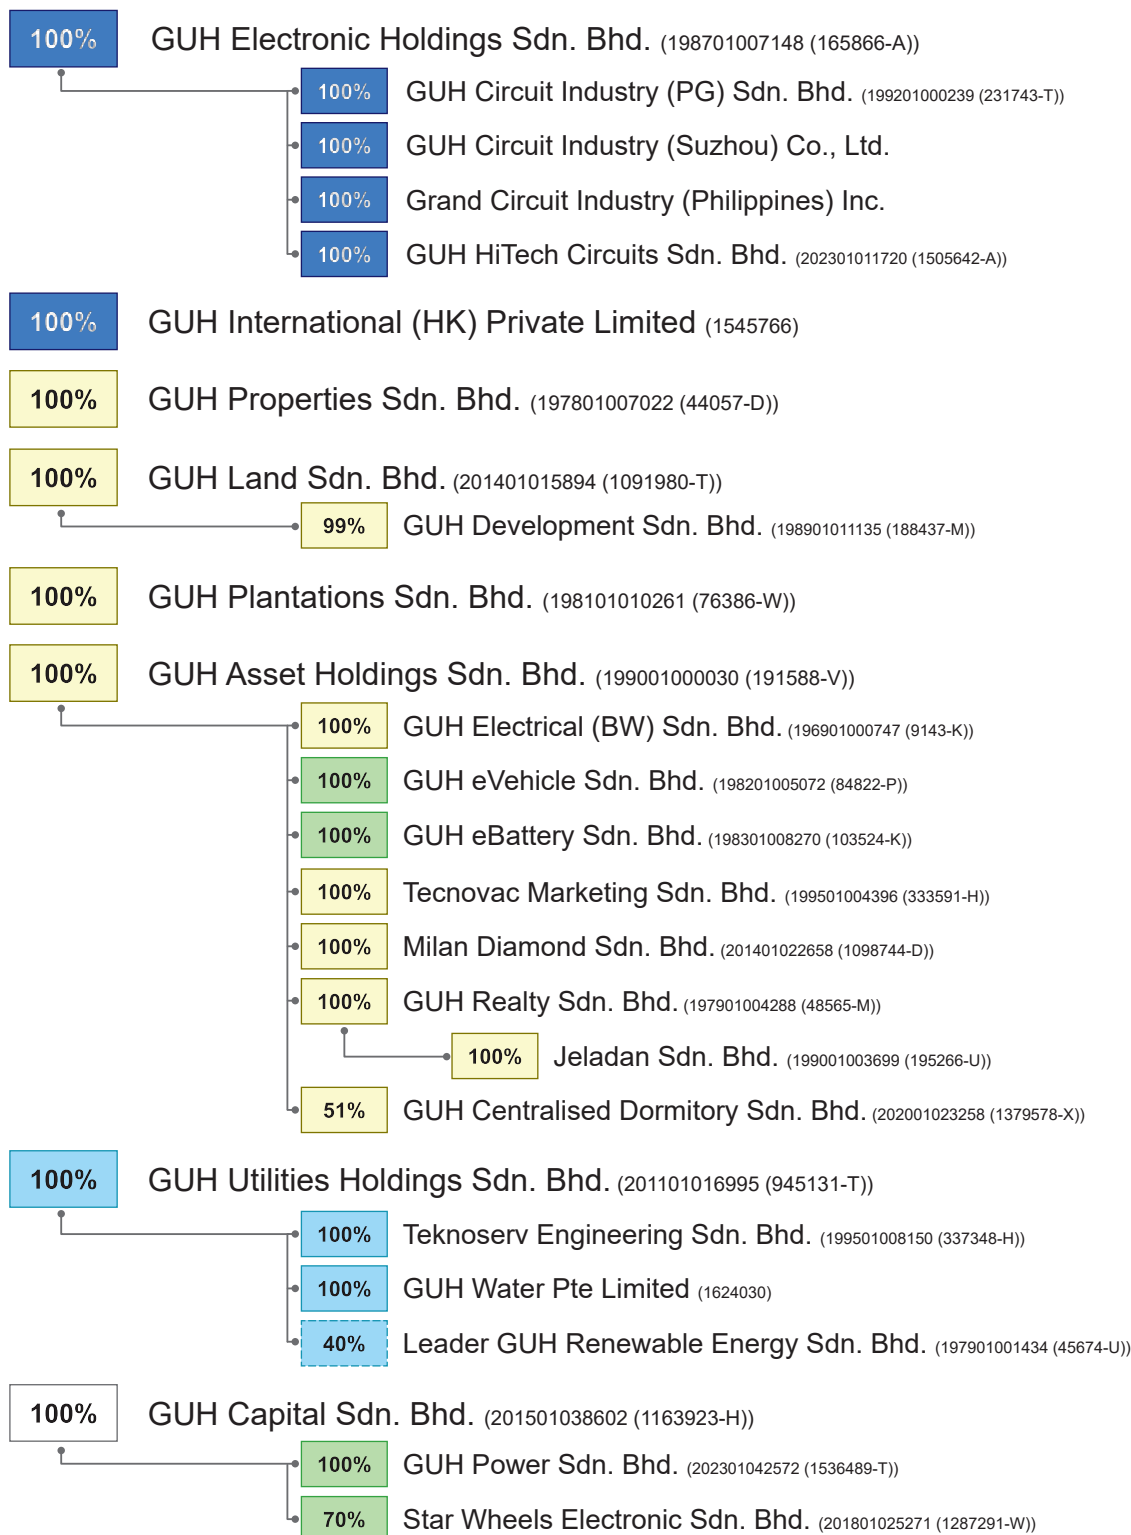 100% GUH Electronic Holdings Sdn. Bhd. (198701007148 (165866-A))
100% GUH Circuit Industry (PG) Sdn. Bhd. (199201000239 (231743-T))
100% GUH Circuit Industry (Suzhou) Co., Ltd.
100% Grand Circuit Industry (Philippines) Inc.
100% GUH HiTech Circuits Sdn. Bhd. (202301011720 (1505642-A))
100% GUH International (HK) Private Limited (1545766)
100% GUH Properties Sdn. Bhd. (197801007022 (44057-D))
100% GUH Land Sdn. Bhd. (201401015894 (1091980-T))
99% GUH Development Sdn. Bhd. (198901011135 (188437-M))
100% GUH Plantations Sdn. Bhd. (198101010261 (76386-W))
100% GUH Asset Holdings Sdn. Bhd. (199001000030 (191588-V))
100% GUH Electrical (BW) Sdn. Bhd. (196901000747 (9143-K))
100% GUH eVehicle Sdn. Bhd. (198201005072 (84822-P))
100% GUH eBattery Sdn. Bhd. (198301008270 (103524-K))
100% Tecnovac Marketing Sdn. Bhd. (199501004396 (333591-H))
100% Milan Diamond Sdn. Bhd. (201401022658 (1098744-D))
100% GUH Realty Sdn. Bhd. (197901004288 (48565-M))
100% Jeladan Sdn. Bhd. (199001003699 (195266-U))
51% GUH Centralised Dormitory Sdn. Bhd. (202001023258 (1379578-X))
100% GUH Utilities Holdings Sdn. Bhd. (201101016995 (945131-T))
100% Teknoserv Engineering Sdn. Bhd. (199501008150 (337348-H))
100% GUH Water Pte Limited (1624030)
40% Leader GUH Renewable Energy Sdn. Bhd. (197901001434 (45674-U))
100% GUH Capital Sdn. Bhd. (201501038602 (1163923-H))
100% GUH Power Sdn. Bhd. (202301042572 (1536489-T))
70% Star Wheels Electronic Sdn. Bhd. (201801025271 (1287291-W))